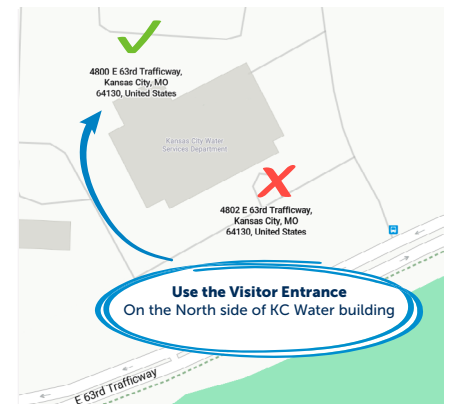 4800 E 63rd Trafficway,
Kansas City, MO
64130, United States
Kansas City Water
Services Department
4802 E 63rd Trafficway,
Kansas City, MO
64130, United States
Use the Visitor Entrance
On the North side of KC Water building
E 63rd Trafficway